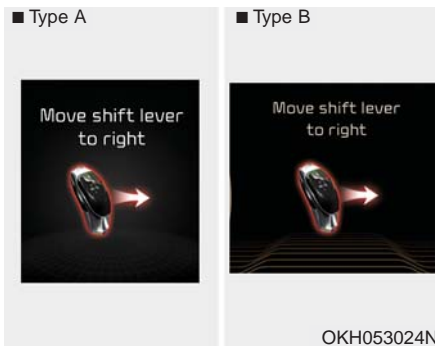 ■ Type A
Move shift lever
to right
■ Type B
Move shift lever
to right
OKH053024N